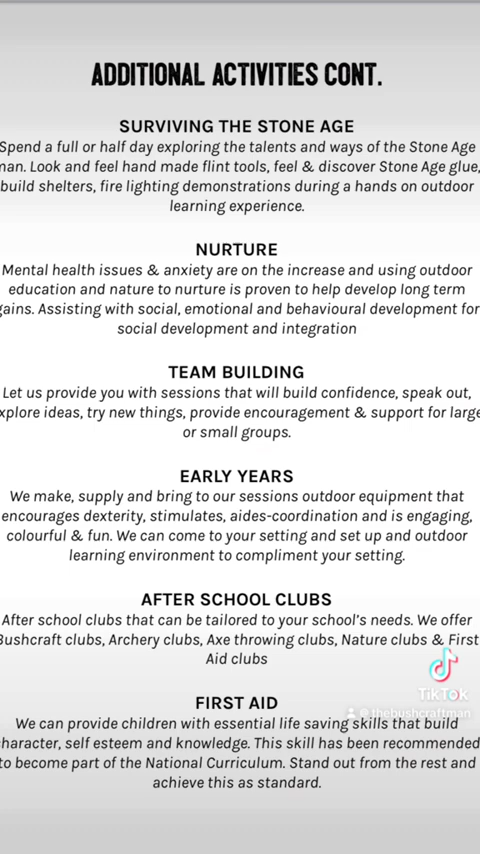 ADDITIONAL ACTIVITIES CONT.
SURVIVING THE STONE AGE
Spend a full or half day exploring the talents and ways of the Stone Age
man. Look and feel hand made flint tools, feel & discover Stone Age glue,
build shelters, fire lighting demonstrations during a hands on outdoor
learning experience.
NURTURE
Mental health issues & anxiety are on the increase and using outdoor
education and nature to nurture is proven to help develop long term
gains. Assisting with social, emotional and behavioural development for
social development and integration
TEAM BUILDING
Let us provide you with sessions that will build confidence, speak out,
explore ideas, try new things, provide encouragement & support for large
or small groups.
EARLY YEARS
We make, supply and bring to our sessions outdoor equipment that
encourages dexterity, stimulates, aides-coordination and is engaging,
colourful & fun. We can come to your setting and set up and outdoor
learning environment to compliment your setting.
AFTER SCHOOL CLUBS
After school clubs that can be tailored to your school's needs. We offer
Bushcraft clubs, Archery clubs, Axe throwing clubs, Nature clubs & First
Aid clubs
TikTok
@thebushcraftman
FIRST AID
We can provide children with essential life saving skills that build
character, self esteem and knowledge. This skill has been recommended
to become part of the National Curriculum. Stand out from the rest and
achieve this as standard.